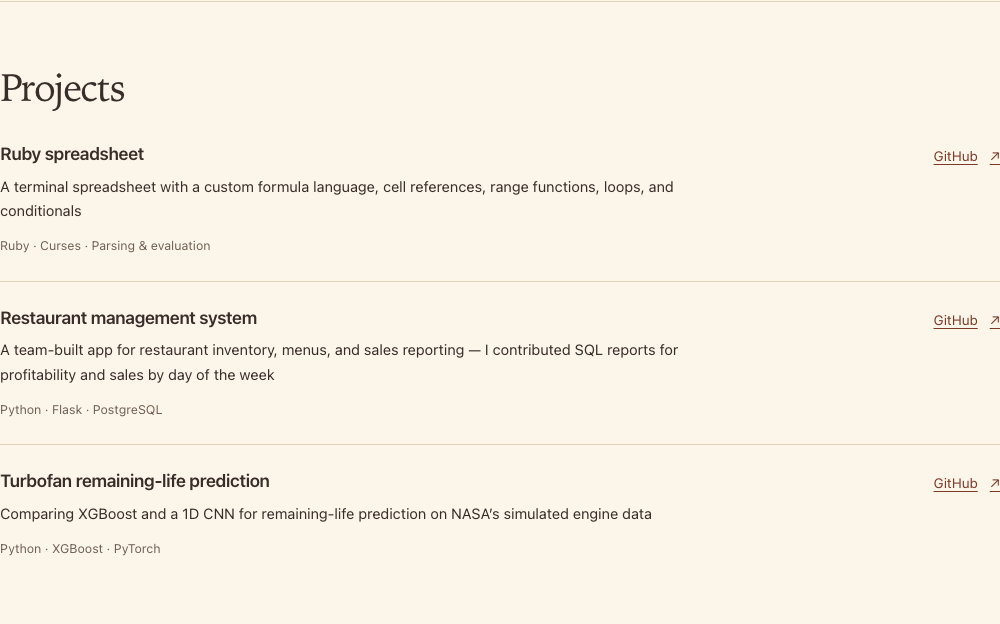 Projects
Ruby spreadsheet
GitHub ↗
A terminal spreadsheet with a custom formula language, cell references, range functions, loops, and
conditionals
Ruby · Curses · Parsing & evaluation
Restaurant management system
GitHub ↗
A team-built app for restaurant inventory, menus, and sales reporting — I contributed SQL reports for
profitability and sales by day of the week
Python · Flask · PostgreSQL
Turbofan remaining-life prediction
GitHub ↗
Comparing XGBoost and a 1D CNN for remaining-life prediction on NASA’s simulated engine data
Python · XGBoost · PyTorch